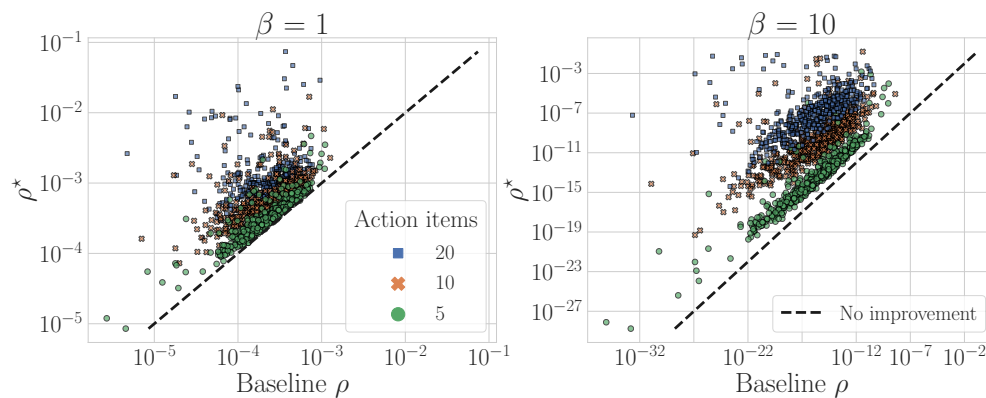 β = 1
10⁻¹
10⁻²
10⁻³
10⁻⁴
10⁻⁵
ρ⋆
10⁻⁵ 10⁻⁴ 10⁻³ 10⁻² 10⁻¹
Baseline ρ
Action items
20
10
5
β = 10
10⁻³
10⁻⁷
10⁻¹¹
10⁻¹⁵
10⁻¹⁹
10⁻²³
10⁻²⁷
ρ⋆
10⁻³² 10⁻²² 10⁻¹² 10⁻⁷ 10⁻²
Baseline ρ
No improvement